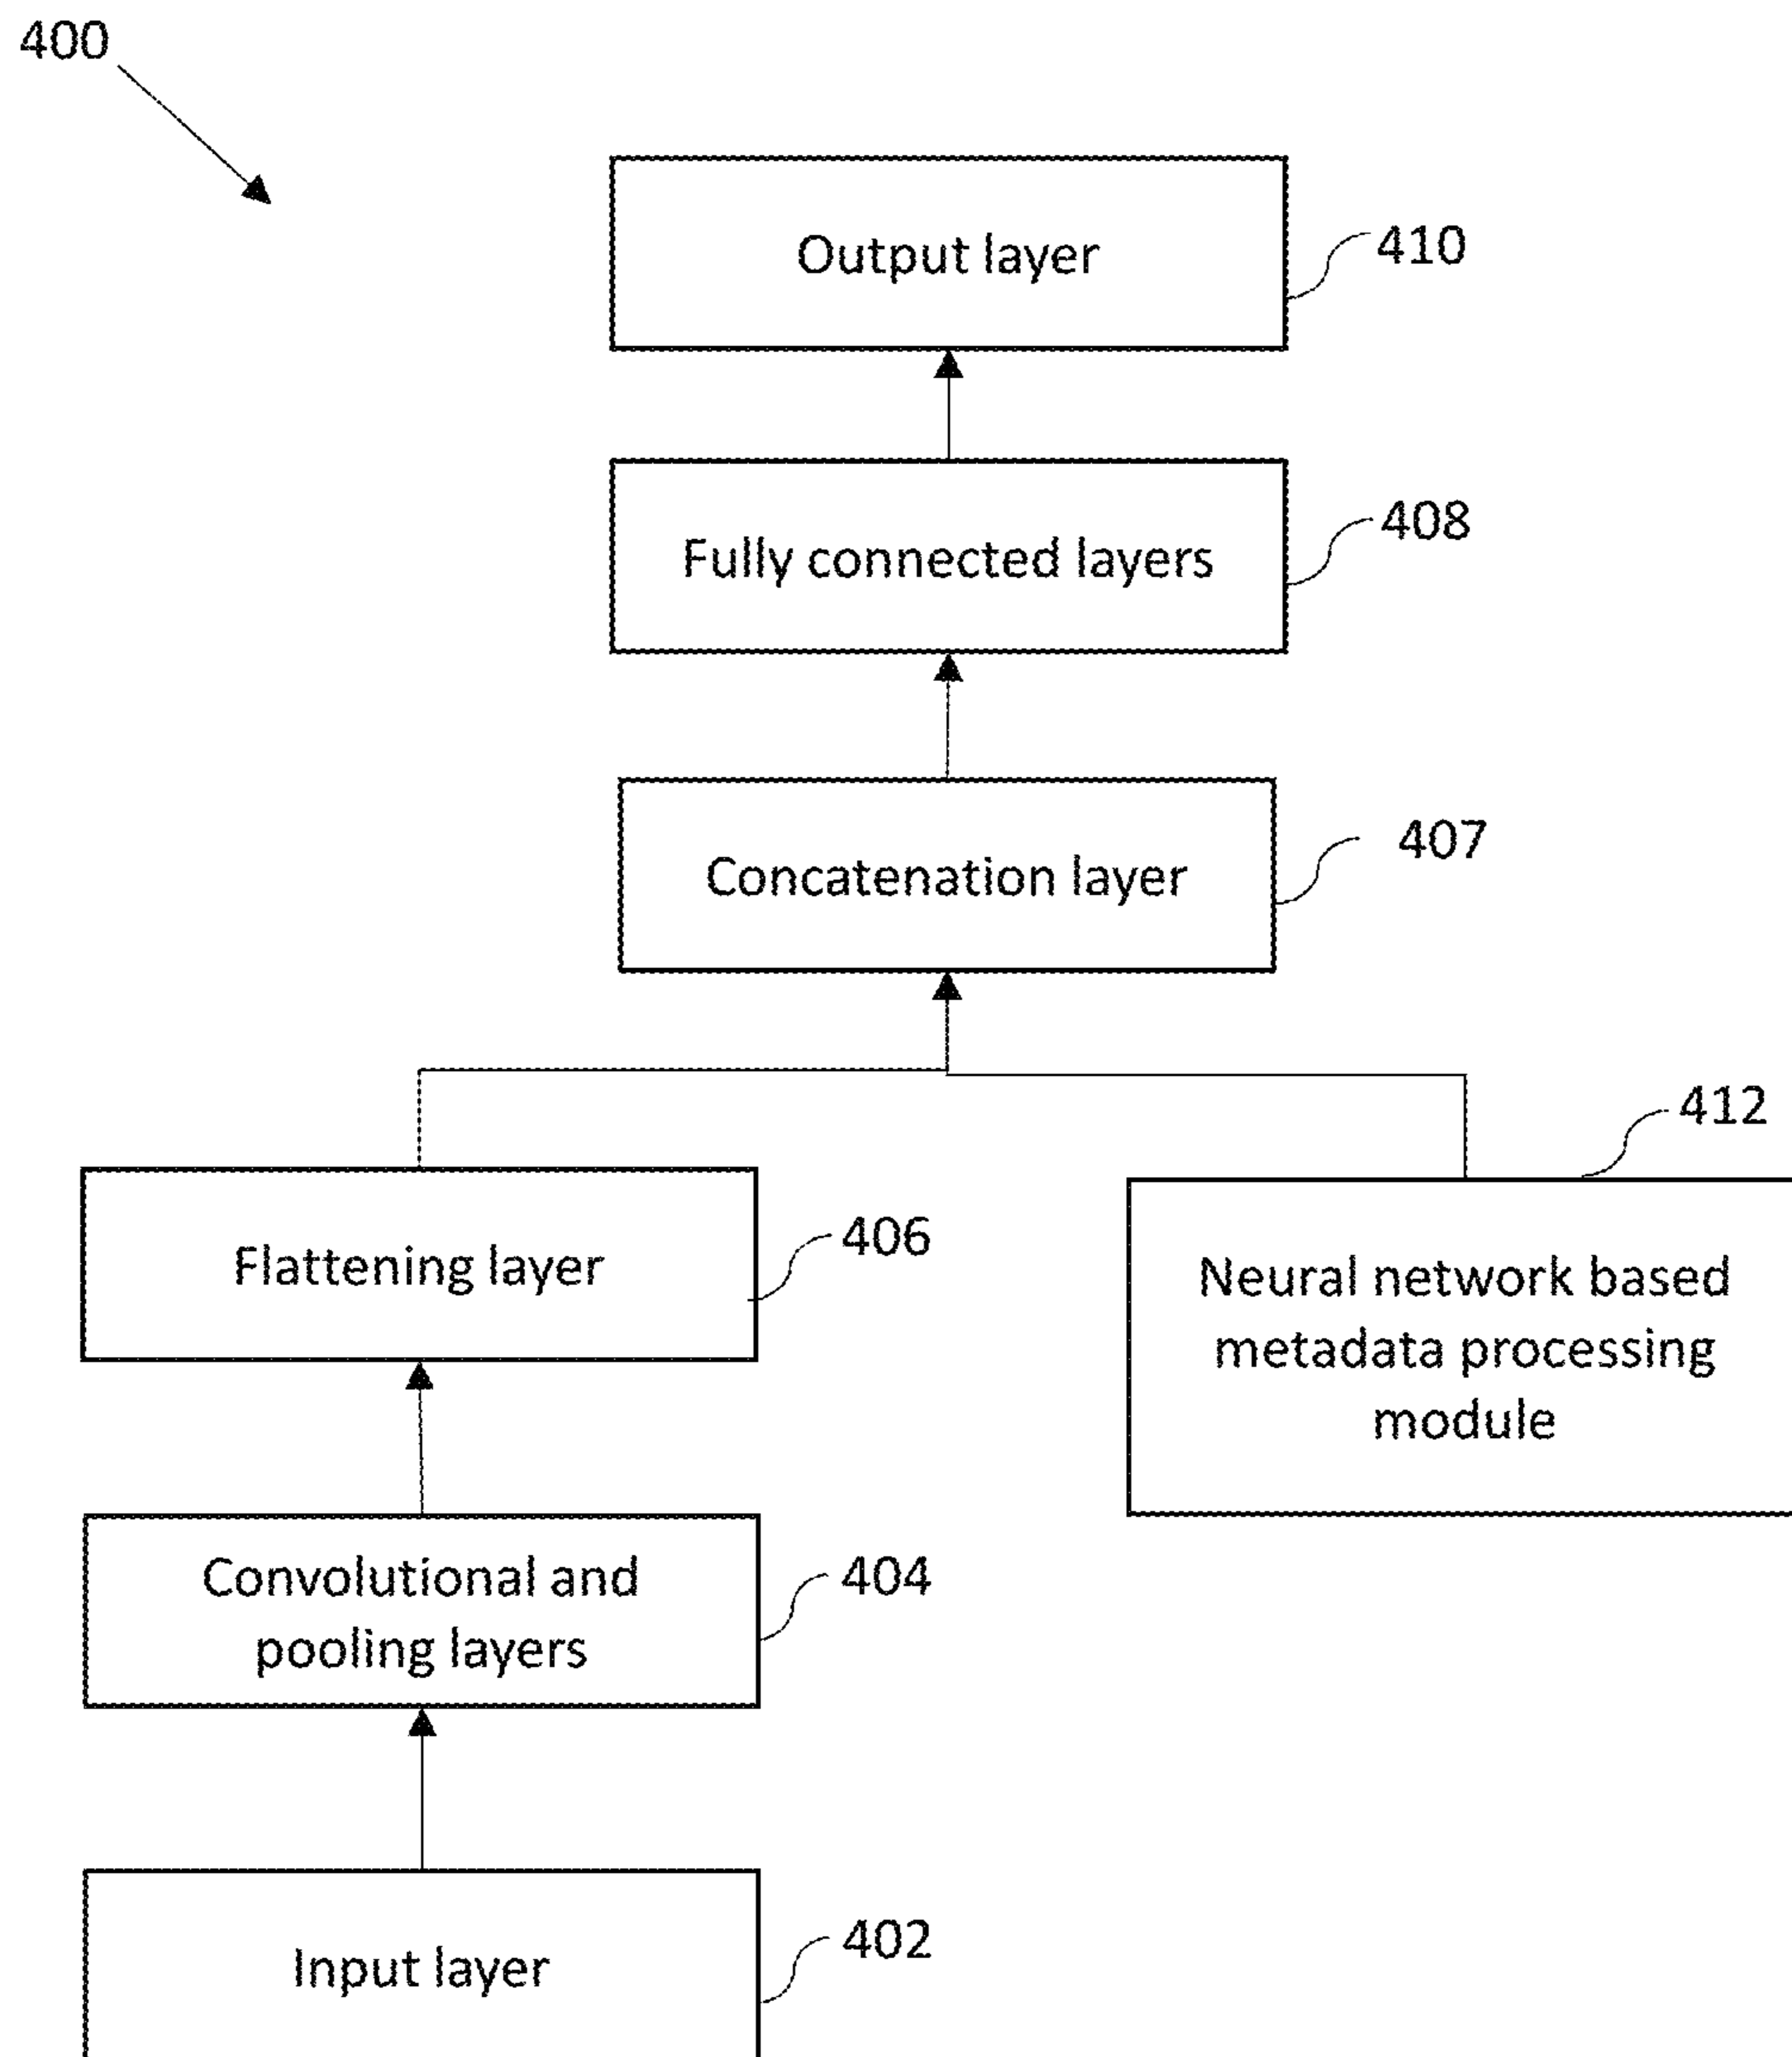 400
Output layer
410
Fully connected layers
408
Concatenation layer
407
412
Flattening layer
406
Neural network based
metadata processing
module
Convolutional and
pooling layers
404
Input layer
402